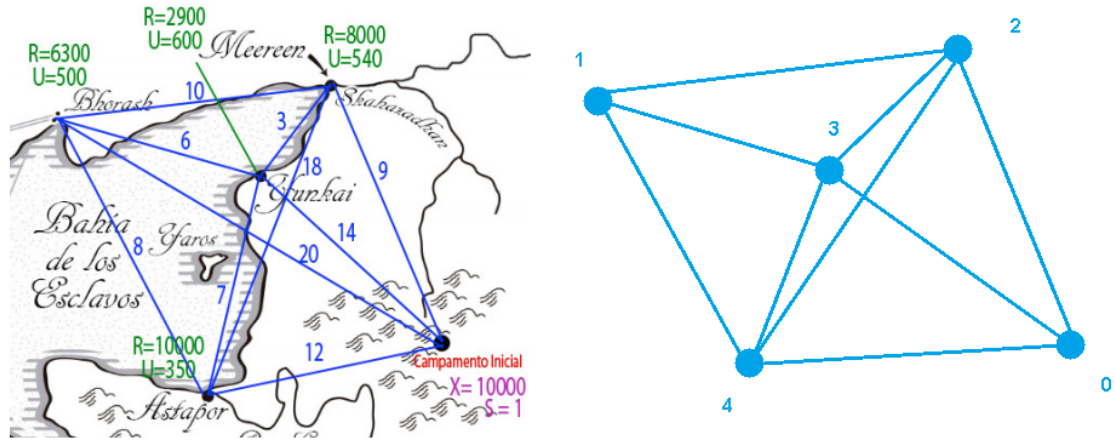 R=2900
U=600
Meereen
R=8000
U=540
R=6300
U=500
Bhorash
10
Skahazadhan
6
3
18
9
Yunkai
Bahía
de los
Esclavos
Yaros
8
14
20
7
12
R=10000
U=350
Astapor
Campamento Inicial
X=10000
S=1
1
2
3
4
0